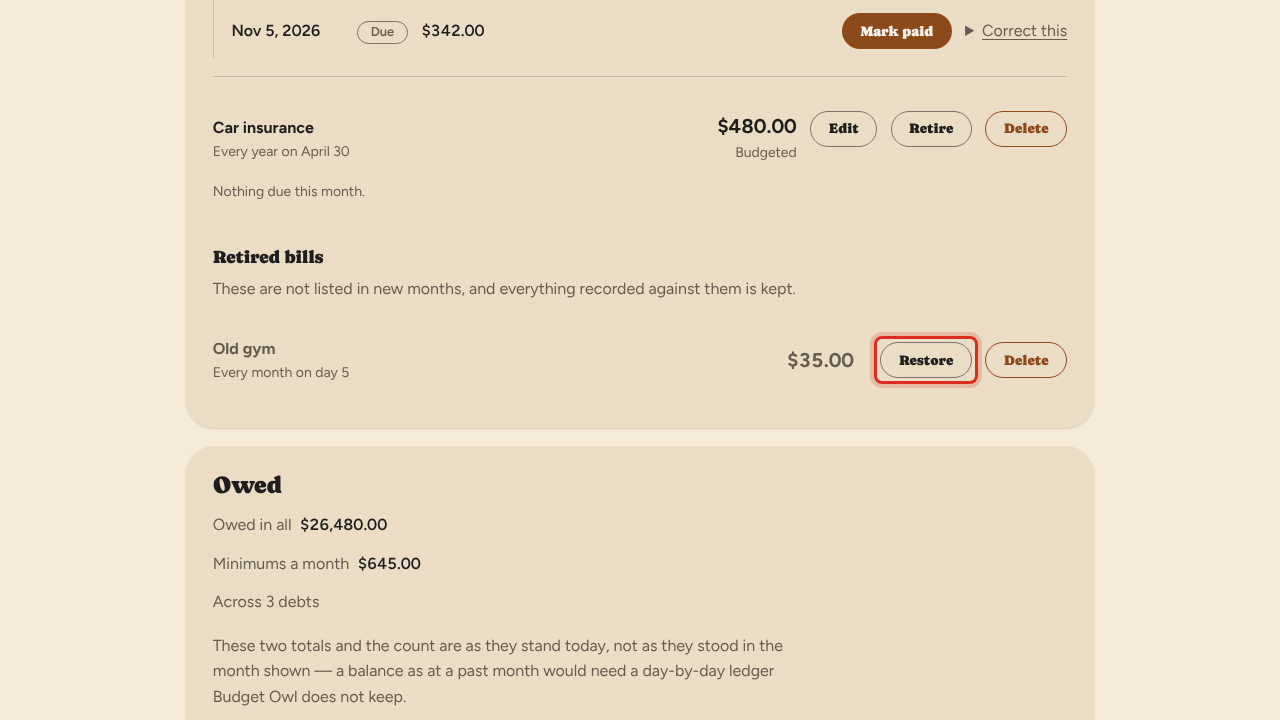 Nov 5, 2026 Due $342.00 Mark paid Correct this
Car insurance $480.00 Edit Retire Delete
Every year on April 30 Budgeted
Nothing due this month.
Retired bills
These are not listed in new months, and everything recorded against them is kept.
Old gym $35.00 Restore Delete
Every month on day 5
Owed
Owed in all $26,480.00
Minimums a month $645.00
Across 3 debts
These two totals and the count are as they stand today, not as they stood in the
month shown — a balance as at a past month would need a day-by-day ledger
Budget Owl does not keep.